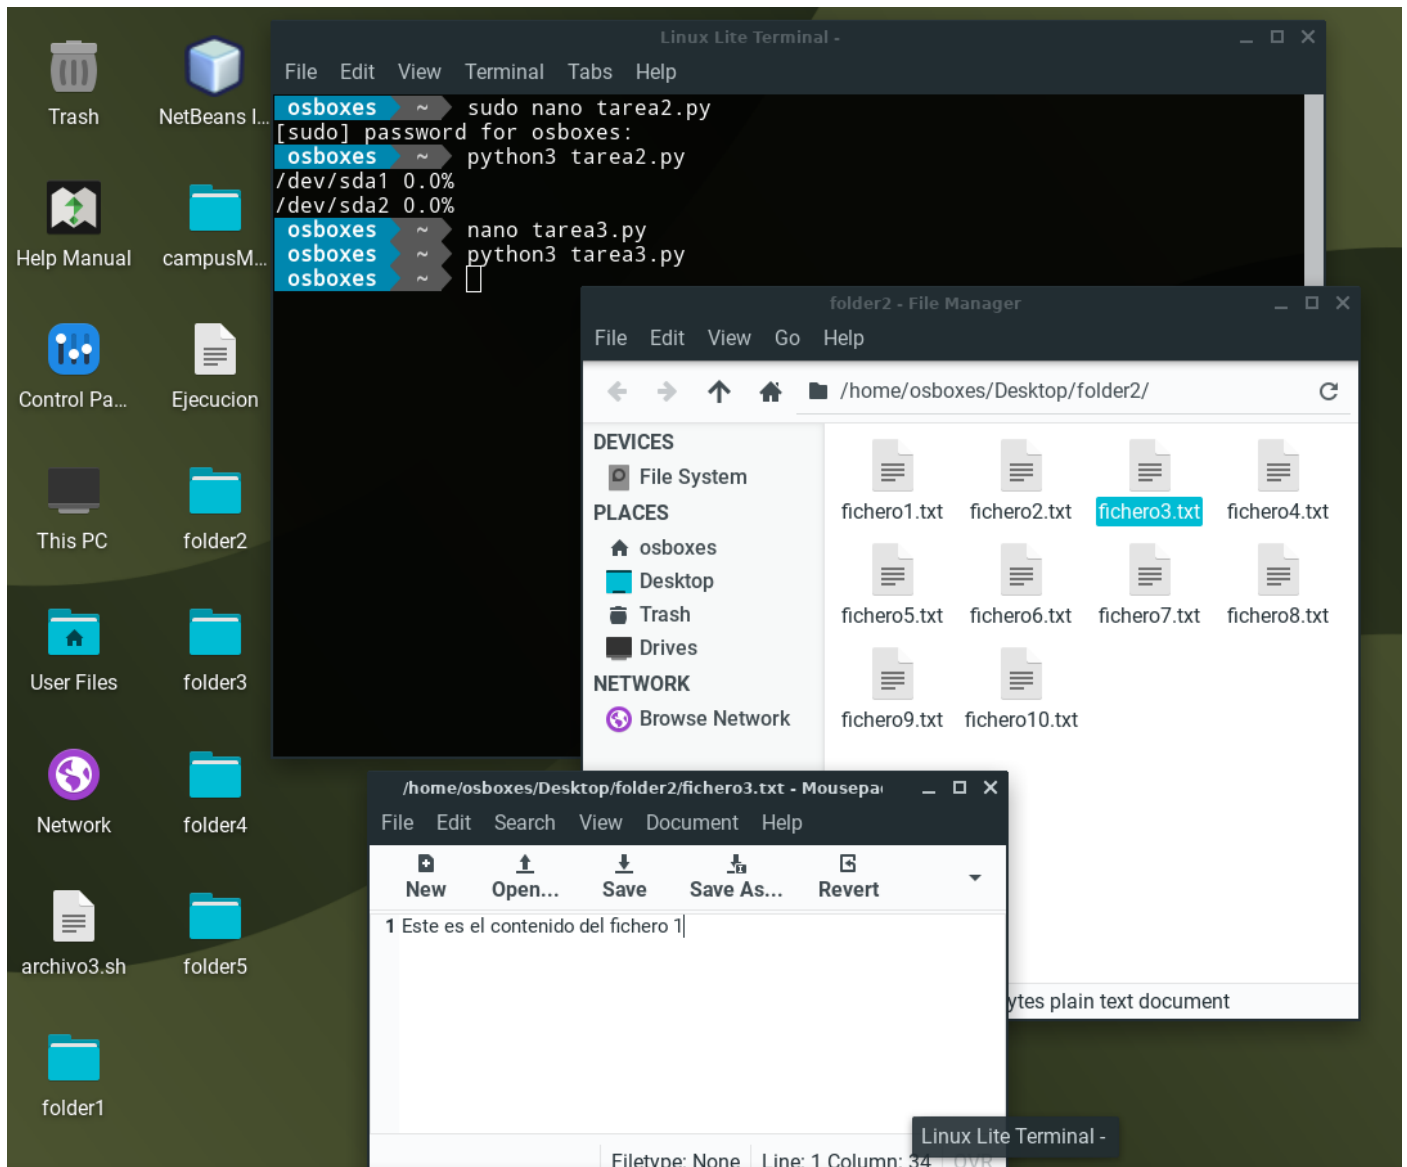 Trash
NetBeans I...
Help Manual
campusM...
Control Pa...
Ejecucion
This PC
folder2
User Files
folder3
Network
folder4
archivo3.sh
folder5
folder1
Linux Lite Terminal -
File Edit View Terminal Tabs Help
osboxes ~ sudo nano tarea2.py
[sudo] password for osboxes:
osboxes ~ python3 tarea2.py
/dev/sda1 0.0%
/dev/sda2 0.0%
osboxes ~ nano tarea3.py
osboxes ~ python3 tarea3.py
osboxes ~
folder2 - File Manager
File Edit View Go Help
/home/osboxes/Desktop/folder2/
DEVICES
File System
PLACES
osboxes
Desktop
Trash
Drives
NETWORK
Browse Network
fichero1.txt fichero2.txt fichero3.txt fichero4.txt
fichero5.txt fichero6.txt fichero7.txt fichero8.txt
fichero9.txt fichero10.txt
ytes plain text document
/home/osboxes/Desktop/folder2/fichero3.txt - Mousepa
File Edit Search View Document Help
New Open... Save Save As... Revert
1 Este es el contenido del fichero 1
Filetype: None Line: 1 Column: 34 OVR
Linux Lite Terminal -